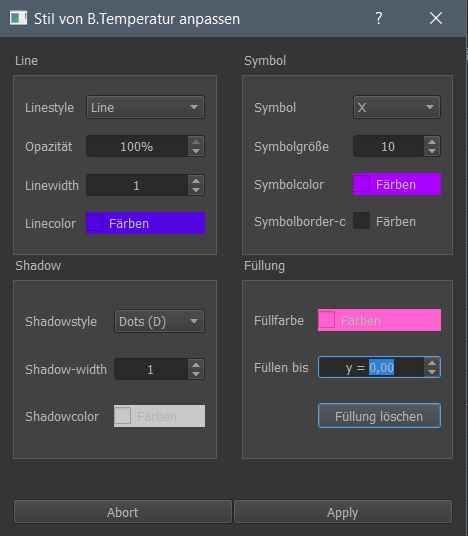 Stil von B.Temperatur anpassen
?
Line
Linestyle
Line
Opazität
100%
Linewidth
1
Linecolor
Färben
Symbol
Symbol
X
Symbolgröße
10
Symbolcolor
Färben
Symbolborder-c
Färben
Shadow
Shadowstyle
Dots (D)
Shadow-width
1
Shadowcolor
Färben
Füllung
Füllfarbe
Färben
Füllen bis
y = 0,00
Füllung löschen
Abort
Apply